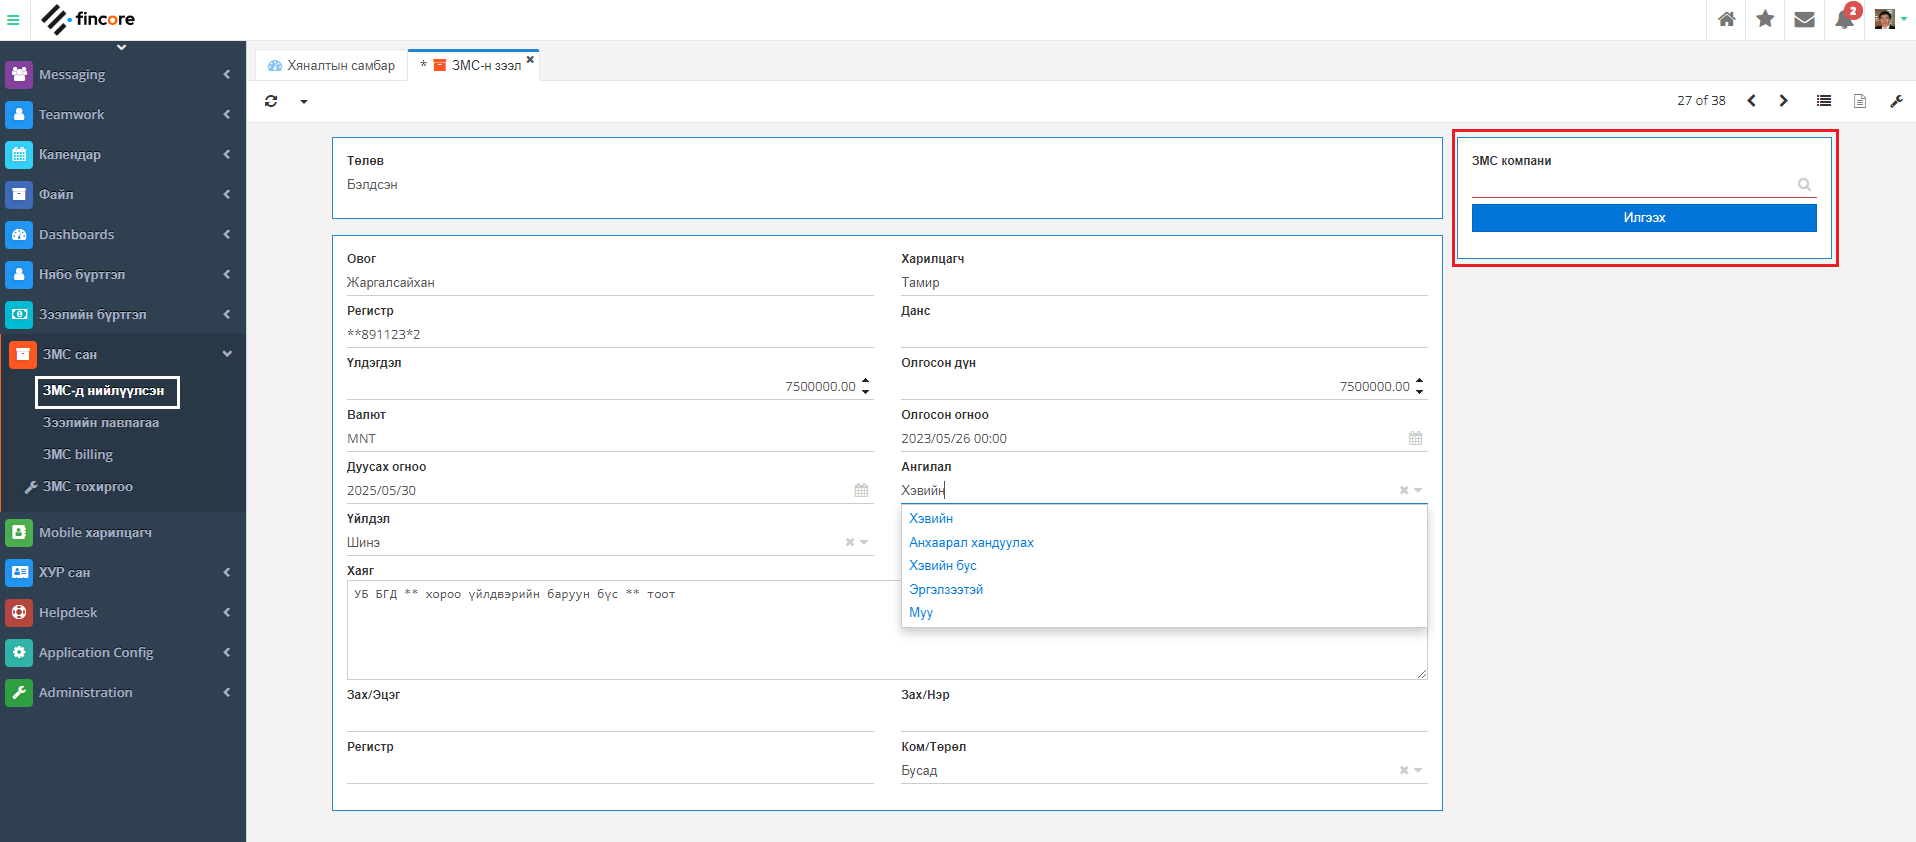 fincore
2
Messaging
Teamwork
Календар
Файл
Dashboards
Нябо бүртгэл
Зээлийн бүртгэл
ЗМС сан
ЗМС-д нийлүүлсэн
Зээлийн лавлагаа
ЗМС billing
ЗМС тохиргоо
Mobile харилцагч
ХУР сан
Helpdesk
Application Config
Administration
Хяналтын самбар
* ЗМС-н зээл
27 of 38
Төлөв
Бэлдсэн
Овог
Жаргалсайхан
Харилцагч
Тамир
Регистр
**891123*2
Данс
Үлдэгдэл
7500000.00
Олгосон дүн
7500000.00
Валют
MNT
Олгосон огноо
2023/05/26 00:00
Дуусах огноо
2025/05/30
Ангилал
Хэвийн
Хэвийн
Анхаарал хандуулах
Хэвийн бус
Эргэлзээтэй
Муу
Үйлдэл
Шинэ
Хаяг
УБ БГД ** хороо үйлдвэрийн баруун бүс ** тоот
Зах/Эцэг
Зах/Нэр
Регистр
Ком/Төрөл
Бусад
ЗМС компани
Илгээх